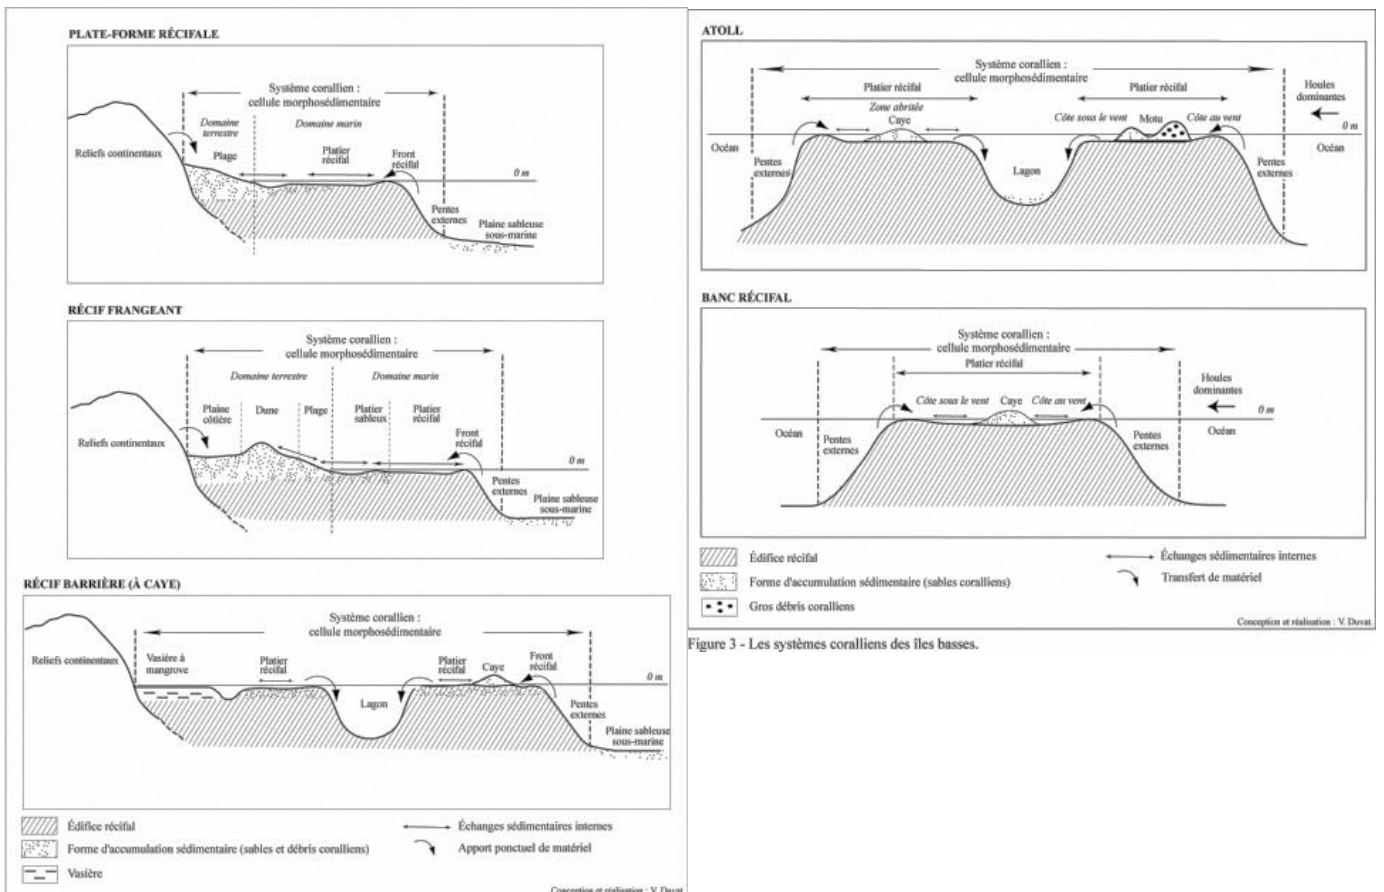 PLATE-FORME RÉCIFALE
Système corallien :
cellule morphosédimentaire
Domaine
terrestre
Domaine marin
Reliefs continentaux
Plage
Platier
récifal
Front
récifal
0 m
Pentes
externes
Plaine sableuse
sous-marine
RÉCIF FRANGEANT
Système corallien :
cellule morphosédimentaire
Domaine terrestre
Domaine marin
Plaine
côtière
Dune
Plage
Platier
sableux
Platier
récifal
Front
récifal
Reliefs continentaux
0 m
Pentes
externes
Plaine sableuse
sous-marine
RÉCIF BARRIÈRE (À CAYE)
Système corallien :
cellule morphosédimentaire
Reliefs continentaux
Vasière à
mangrove
Platier
récifal
Lagon
Platier
récifal
Caye
Front
récifal
0 m
Pentes
externes
Plaine sableuse
sous-marine
Édifice récifal
Forme d'accumulation sédimentaire (sables et débris coralliens)
Vasière
Échanges sédimentaires internes
Apport ponctuel de matériel
Conception et réalisation : V. Duvat.
ATOLL
Système corallien :
cellule morphosédimentaire
Platier récifal
Zone abritée
Caye
Platier récifal
Côte sous le vent
Motu
Côte au vent
Houles
dominantes
0 m
Océan
Pentes
externes
Lagon
Pentes
externes
Océan
BANC RÉCIFAL
Système corallien :
cellule morphosédimentaire
Platier récifal
Houles
dominantes
Côte sous le vent
Caye
Côte au vent
0 m
Océan
Pentes
externes
Pentes
externes
Océan
Édifice récifal
Forme d'accumulation sédimentaire (sables coralliens)
Gros débris coralliens
Échanges sédimentaires internes
Transfert de matériel
Conception et réalisation : V. Duvat.
Figure 3 - Les systèmes coralliens des îles basses.